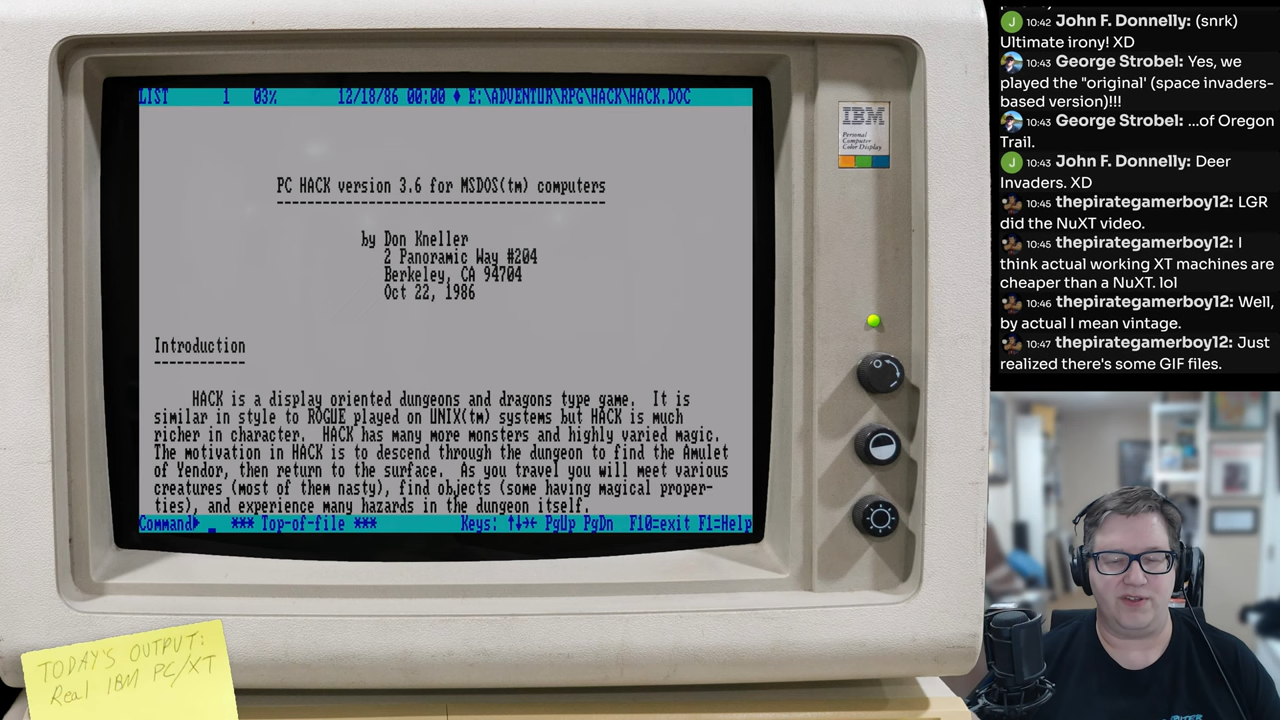 LIST 1 03% 12/18/86 00:00 ♦ E:\ADVENTUR\RPG\HACK\HACK.DOC
PC HACK version 3.6 for MSDOS(tm) computers
-------------------------------------------
by Don Kneller
2 Panoramic Way #204
Berkeley, CA 94704
Oct 22, 1986
Introduction
------------
HACK is a display oriented dungeons and dragons type game. It is
similar in style to ROGUE played on UNIX(tm) systems but HACK is much
richer in character. HACK has many more monsters and highly varied magic.
The motivation in HACK is to descend through the dungeon to find the Amulet
of Yendor, then return to the surface. As you travel you will meet various
creatures (most of them nasty), find objects (some having magical proper-
ties), and experience many hazards in the dungeon itself.
Command► _ *** Top-of-file *** Keys: ↑↓→← PgUp PgDn F10=exit F1=Help
IBM
Personal
Computer
Color Display
TODAY'S OUTPUT:
Real IBM PC/XT
J 10:42 John F. Donnelly: (snrk)
Ultimate irony! XD
10:43 George Strobel: Yes, we
played the "original' (space invaders-
based version)!!!
10:43 George Strobel: ...of Oregon
Trail.
J 10:43 John F. Donnelly: Deer
Invaders. XD
10:45 thepirategamerboy12: LGR
did the NuXT video.
10:45 thepirategamerboy12: I
think actual working XT machines are
cheaper than a NuXT. lol
10:46 thepirategamerboy12: Well,
by actual I mean vintage.
10:47 thepirategamerboy12: Just
realized there's some GIF files.